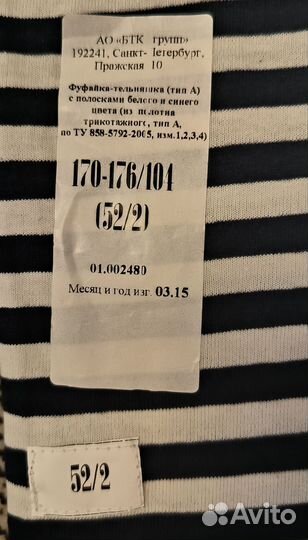 АО «БТК групп»
192241, Санкт-Петербург,
Пражская 10
Фуфайка-тельняшка (тип А)
с полосками белого и синего
цвета (из полотна
трикотажного, тип А,
по ТУ 858-5792-2005, изм.1,2,3,4)
170-176/104
(52/2)
01.002480
Месяц и год изг. 03.15
52/2
Avito